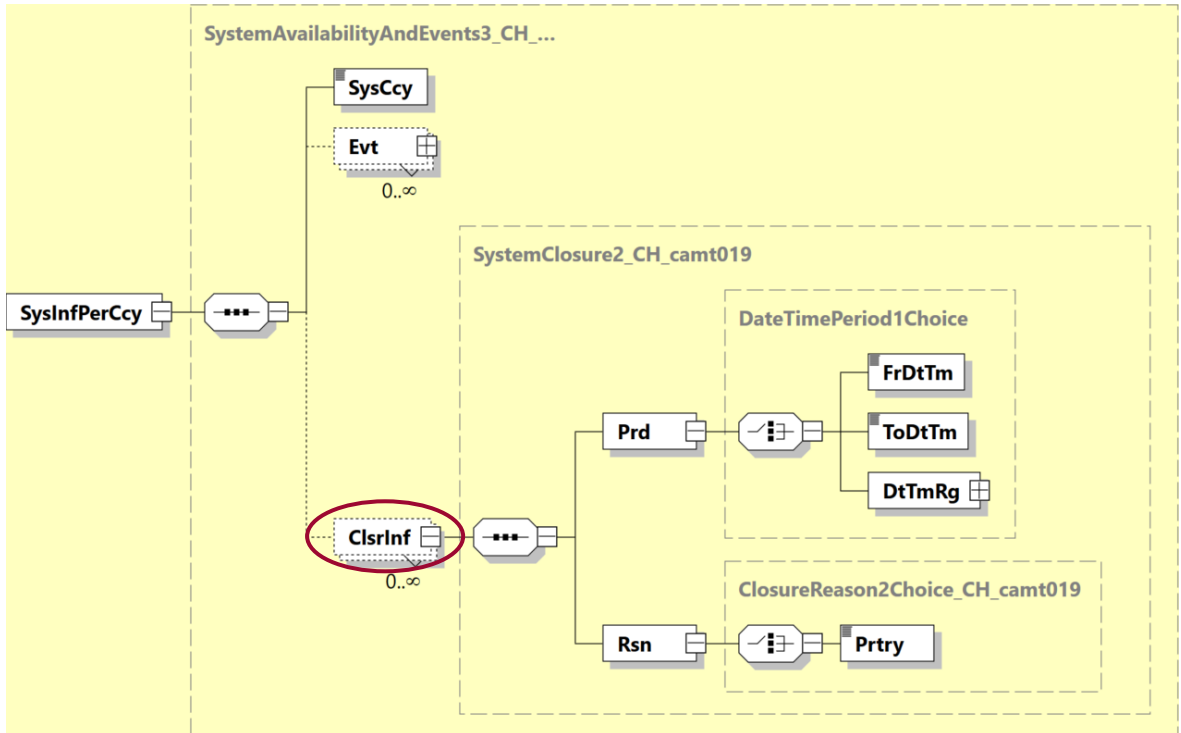 SystemAvailabilityAndEvents3_CH_...
SysCcy
Evt
0..∞
SystemClosure2_CH_camt019
SysInfPerCcy
DateTimePeriod1Choice
FrDtTm
Prd
ToDtTm
DtTmRg
ClsrInf
0..∞
ClosureReason2Choice_CH_camt019
Rsn
Prtry